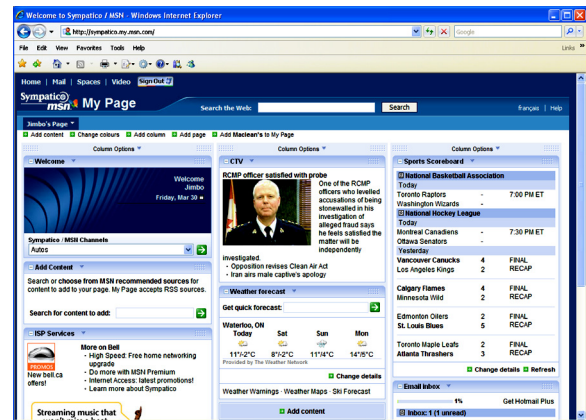 Welcome to Sympatico / MSN - Windows Internet Explorer
http://sympatico.my.msn.com/
Google
File Edit View Favorites Tools Help
Links
Home | Mail | Spaces | Video Sign Out
Sympatico
msn My Page
Search the Web: Search
français | Help
Jimbo's Page
Add content Change colours Add column Add page Add Maclean's to My Page
Column Options
Welcome
Welcome
Jimbo
Friday, Mar 30
Sympatico / MSN Channels
Autos
Add Content
Search or choose from MSN recommended sources for
content to add to your page. My Page accepts RSS sources.
Search for content to add:
ISP Services
PROMOS
New bell.ca
offers!
More on Bell
- High Speed: Free home networking
upgrade
- Do more with MSN Premium
- Internet Access: latest promotions!
- Learn more about Sympatico
Streaming music that
Column Options
CTV
RCMP officer satisfied with probe
One of the RCMP
officers who levelled
accusations of being
stonewalled in his
investigation of
alleged fraud says
he feels satisfied the
matter will be
independently
investigated.
- Opposition revises Clean Air Act
- Iran airs male captive's apology
Weather forecast
Get quick forecast:
Waterloo, ON
Today Sat Sun Mon
11°/-2°C 8°/-2°C 11°/4°C 14°/5°C
Provided by The Weather Network
Change details
Weather Warnings - Weather Maps - Ski Forecast
Add content
Column Options
Sports Scoreboard
National Basketball Association
Today
Toronto Raptors - 7:00 PM ET
Washington Wizards -
National Hockey League
Today
Montreal Canadiens - 7:30 PM ET
Ottawa Senators -
Yesterday
Vancouver Canucks 4 FINAL
Los Angeles Kings 2 RECAP
Calgary Flames 4 FINAL
Minnesota Wild 2 RECAP
Edmonton Oilers 2 FINAL
St. Louis Blues 5 RECAP
Toronto Maple Leafs 2 FINAL
Atlanta Thrashers 3 RECAP
Change details Refresh
Email inbox
1% Get Hotmail Plus
Inbox: 1 (1 unread)